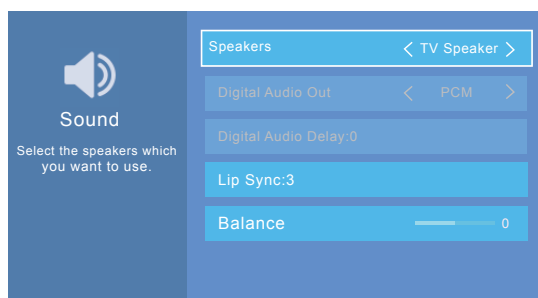 Sound
Select the speakers which
you want to use.
Speakers < TV Speaker >
Digital Audio Out < PCM >
Digital Audio Delay:0
Lip Sync:3
Balance 0